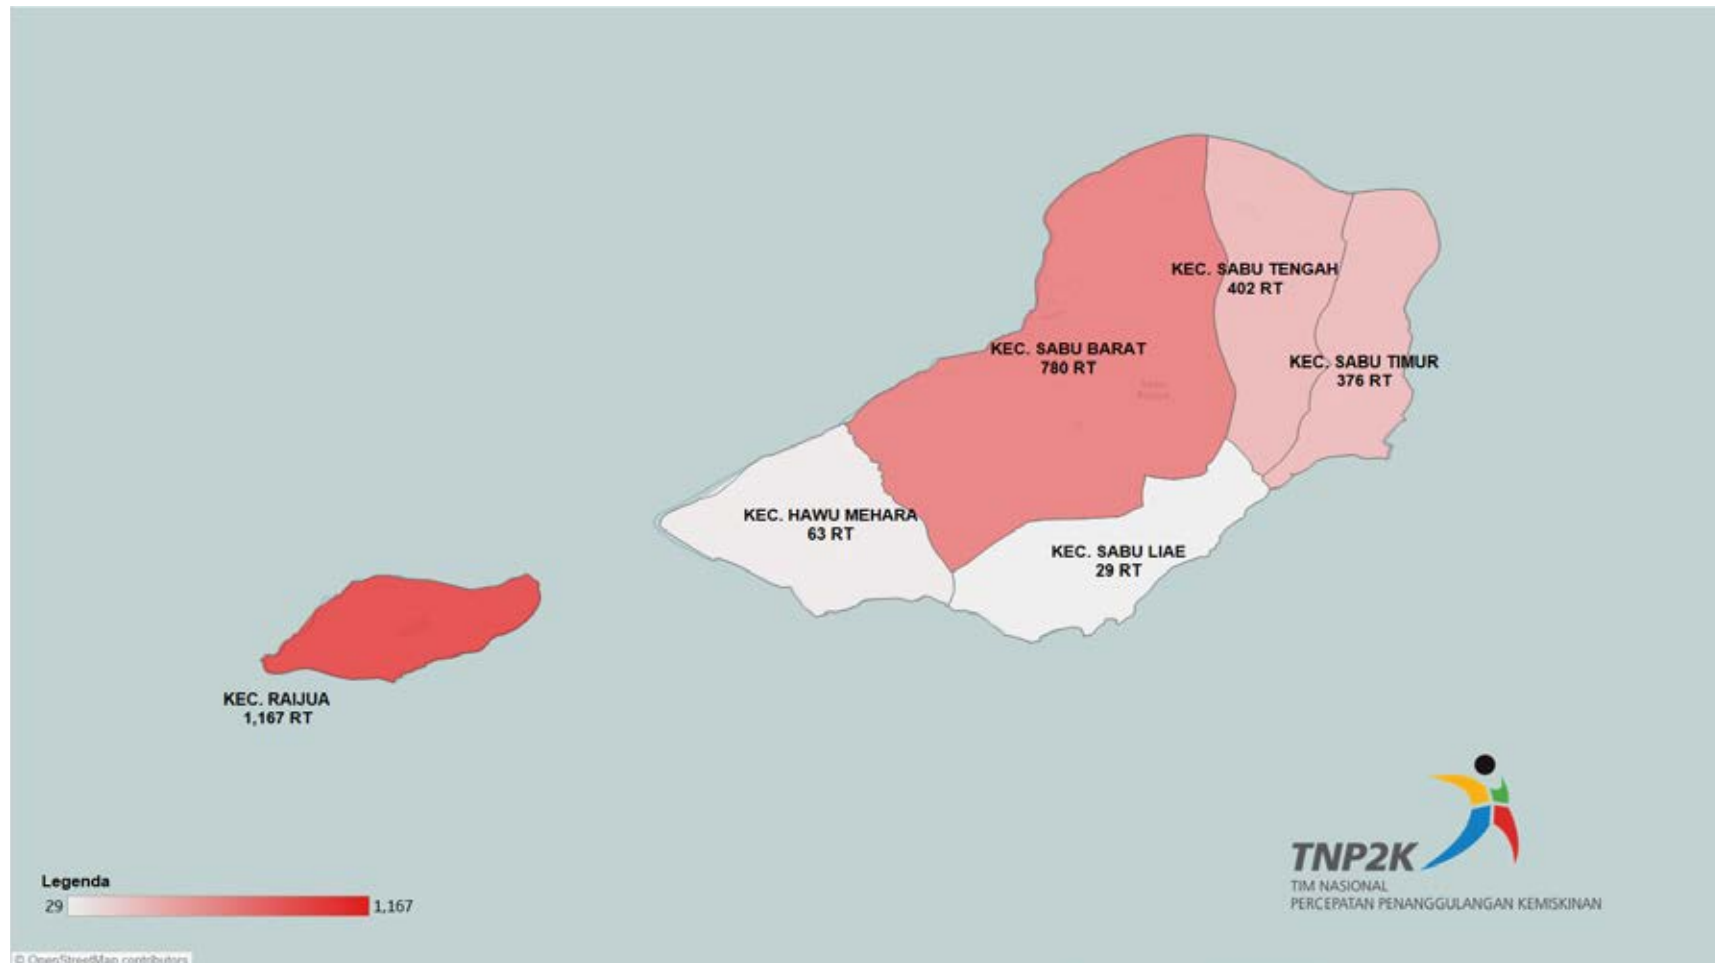 KEC. SABU TENGAH
402 RT
KEC. SABU BARAT
780 RT
KEC. SABU TIMUR
376 RT
KEC. HAWU MEHARA
63 RT
KEC. SABU LIAE
29 RT
KEC. RAIJUA
1,167 RT
Legenda
29 1,167
TNP2K
TIM NASIONAL
PERCEPATAN PENANGGULANGAN KEMISKINAN
© OpenStreetMap contributors